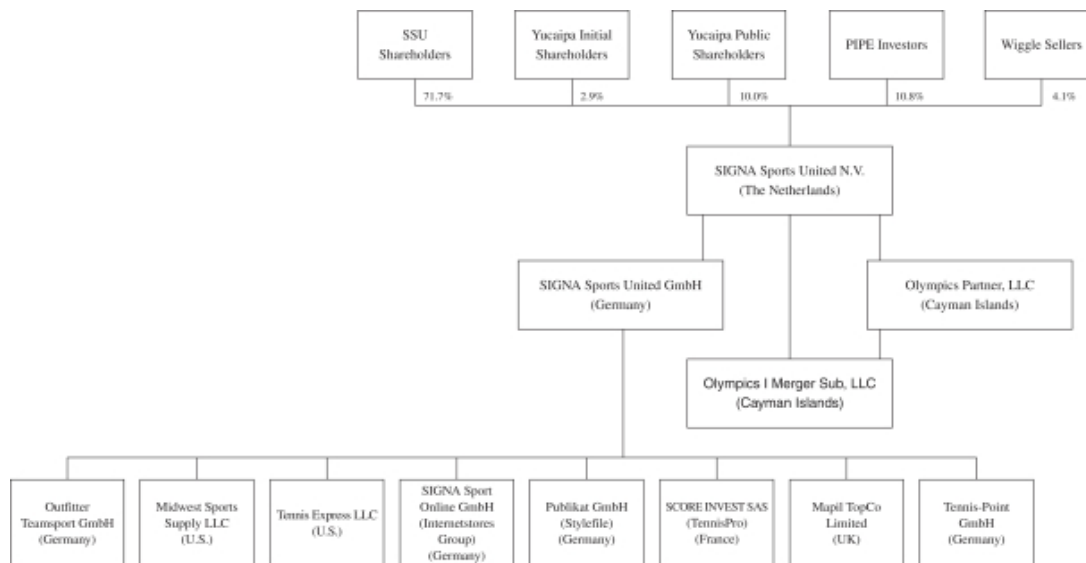 SSU
Shareholders
Yucaipa Initial
Shareholders
Yucaipa Public
Shareholders
PIPE Investors
Wiggle Sellers
71.7%
2.9%
10.0%
10.8%
4.1%
SIGNA Sports United N.V.
(The Netherlands)
SIGNA Sports United GmbH
(Germany)
Olympics Partner, LLC
(Cayman Islands)
Olympics I Merger Sub, LLC
(Cayman Islands)
Outfitter
Teamsport GmbH
(Germany)
Midwest Sports
Supply LLC
(U.S.)
Tennis Express LLC
(U.S.)
SIGNA Sport
Online GmbH
(Internetstores
Group)
(Germany)
Publikat GmbH
(Stylefile)
(Germany)
SCORE INVEST SAS
(TennisPro)
(France)
Mapil TopCo
Limited
(UK)
Tennis-Point
GmbH
(Germany)